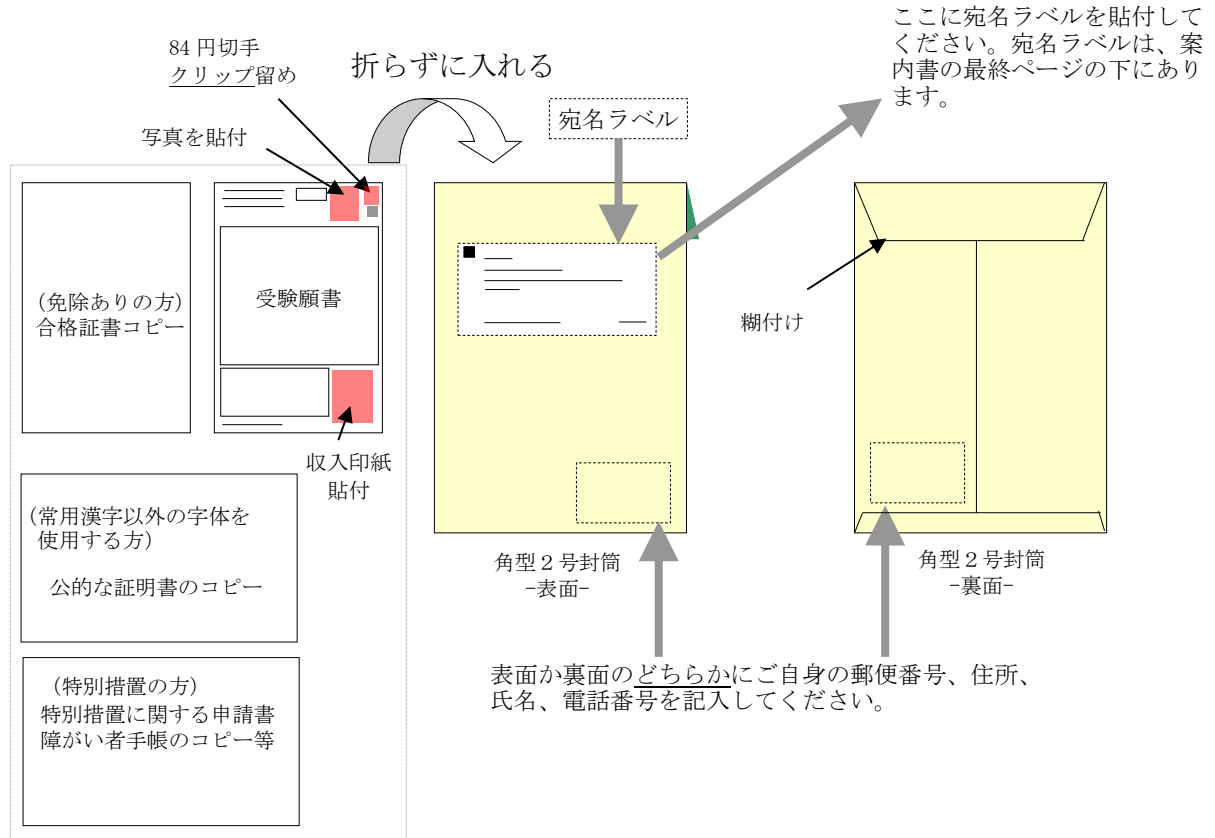 84 円切手
クリップ留め
折らずに入れる
ここに宛名ラベルを貼付して
ください。宛名ラベルは、案
内書の最終ページの下にあり
ます。
写真を貼付
宛名ラベル
(免除ありの方)
合格証書コピー
受験願書
糊付け
収入印紙
貼付
(常用漢字以外の字体を
使用する方)
公的な証明書のコピー
角型２号封筒
-表面-
角型２号封筒
-裏面-
(特別措置の方)
特別措置に関する申請書
障がい者手帳のコピー等
表面か裏面のどちらかにご自身の郵便番号、住所、
氏名、電話番号を記入してください。